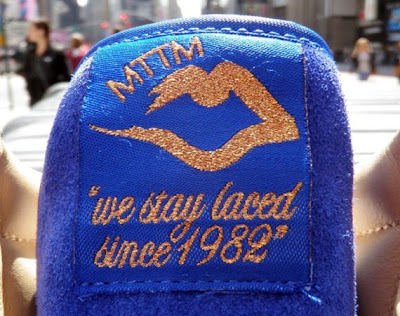 MTTM
"we stay laced
since 1982"